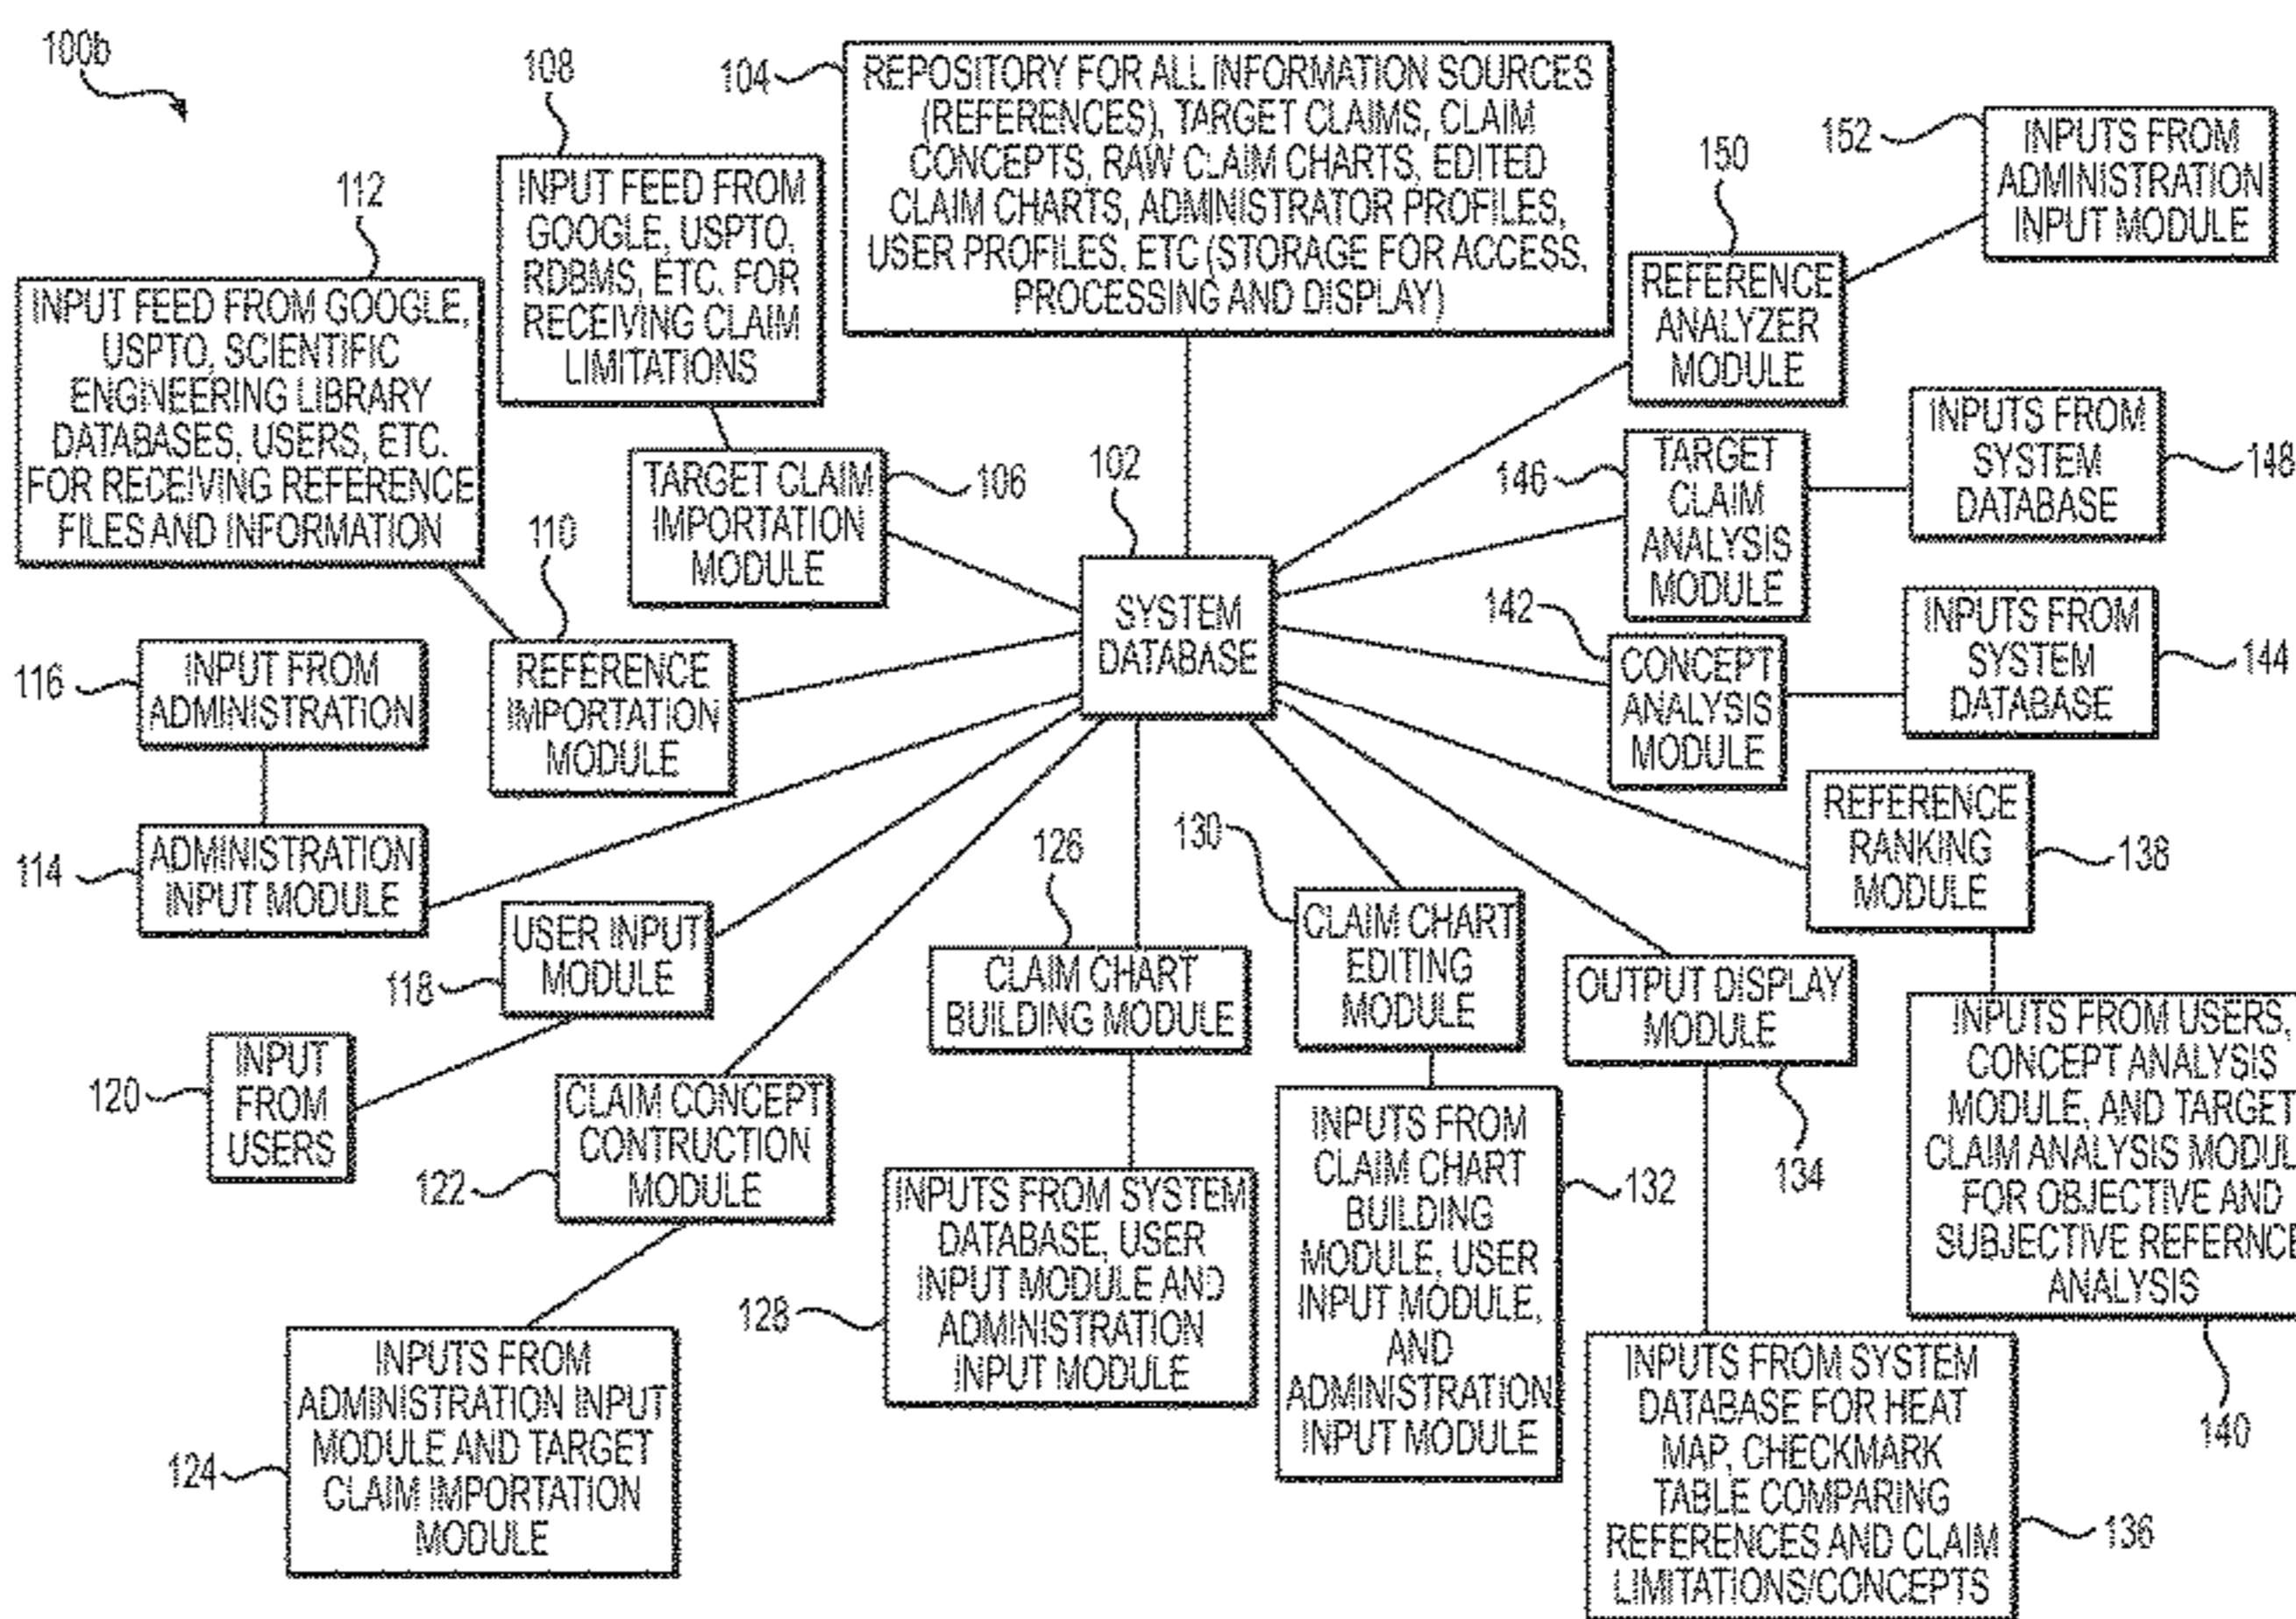 100b
108
104
REPOSITORY FOR ALL INFORMATION SOURCES
(REFERENCES), TARGET CLAIMS, CLAIM
CONCEPTS, RAW CLAIM CHARTS, EDITED
CLAIM CHARTS, ADMINISTRATOR PROFILES,
USER PROFILES, ETC (STORAGE FOR ACCESS,
PROCESSING AND DISPLAY)
152
INPUTS FROM
ADMINISTRATION
INPUT MODULE
150
REFERENCE
ANALYZER
MODULE
112
INPUT FEED FROM
GOOGLE, USPTO,
RDBMS, ETC. FOR
RECEIVING CLAIM
LIMITATIONS
INPUT FEED FROM GOOGLE,
USPTO, SCIENTIFIC
ENGINEERING LIBRARY
DATABASES, USERS, ETC.
FOR RECEIVING REFERENCE
FILES AND INFORMATION
TARGET CLAIM
IMPORTATION
MODULE
106
102
SYSTEM
DATABASE
146
TARGET
CLAIM
ANALYSIS
MODULE
INPUTS FROM
SYSTEM
DATABASE
148
110
REFERENCE
IMPORTATION
MODULE
116
INPUT FROM
ADMINISTRATION
142
CONCEPT
ANALYSIS
MODULE
INPUTS FROM
SYSTEM
DATABASE
144
114
ADMINISTRATION
INPUT MODULE
REFERENCE
RANKING
MODULE
138
118
USER INPUT
MODULE
126
CLAIM CHART
BUILDING MODULE
130
CLAIM CHART
EDITING
MODULE
OUTPUT DISPLAY
MODULE
134
120
INPUT
FROM
USERS
122
CLAIM CONCEPT
CONTRUCTION
MODULE
INPUTS FROM USERS,
CONCEPT ANALYSIS
MODULE, AND TARGET
CLAIM ANALYSIS MODUL
FOR OBJECTIVE AND
SUBJECTIVE REFERNCE
ANALYSIS
140
128
INPUTS FROM SYSTEM
DATABASE, USER
INPUT MODULE AND
ADMINISTRATION
INPUT MODULE
INPUTS FROM
CLAIM CHART
BUILDING
MODULE, USER
INPUT MODULE,
AND
ADMINISTRATION
INPUT MODULE
132
124
INPUTS FROM
ADMINISTRATION INPUT
MODULE AND TARGET
CLAIM IMPORTATION
MODULE
INPUTS FROM SYSTEM
DATABASE FOR HEAT
MAP, CHECKMARK
TABLE COMPARING
REFERENCES AND CLAIM
LIMITATIONS/CONCEPTS
136